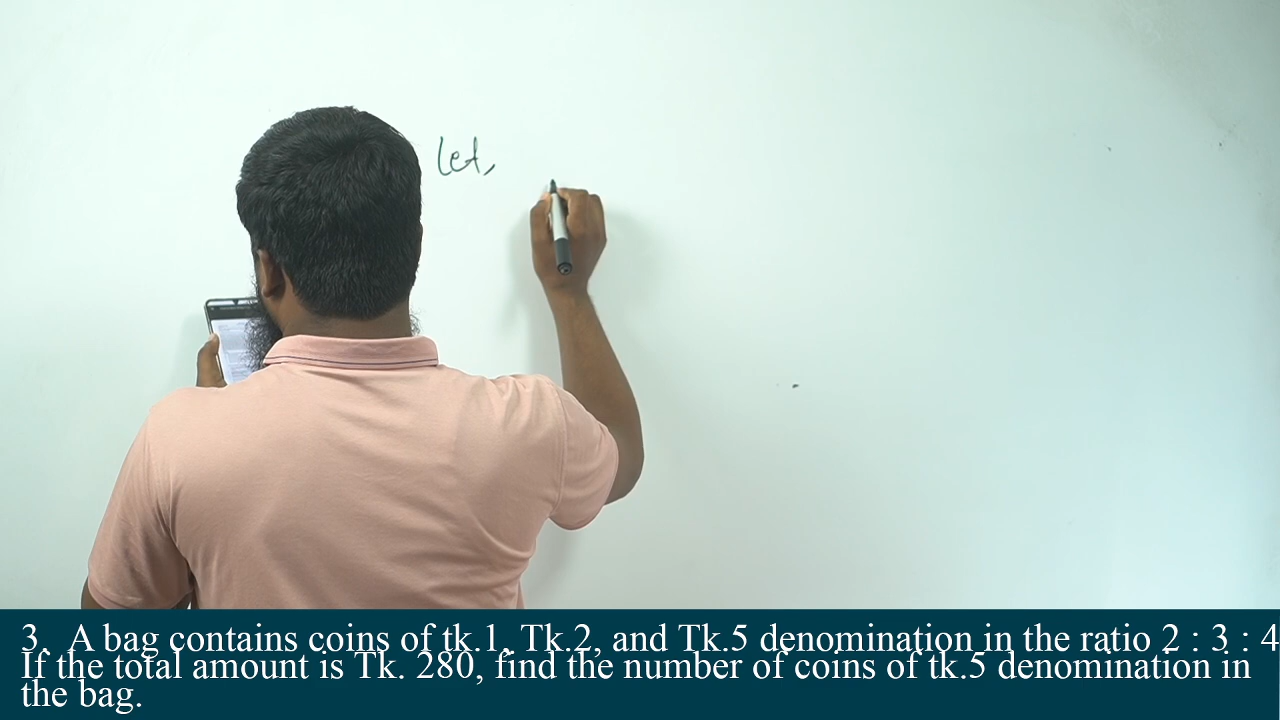 let,
3. A bag contains coins of tk.1, Tk.2, and Tk.5 denomination in the ratio 2 : 3 : 4
If the total amount is Tk. 280, find the number of coins of tk.5 denomination in
the bag.